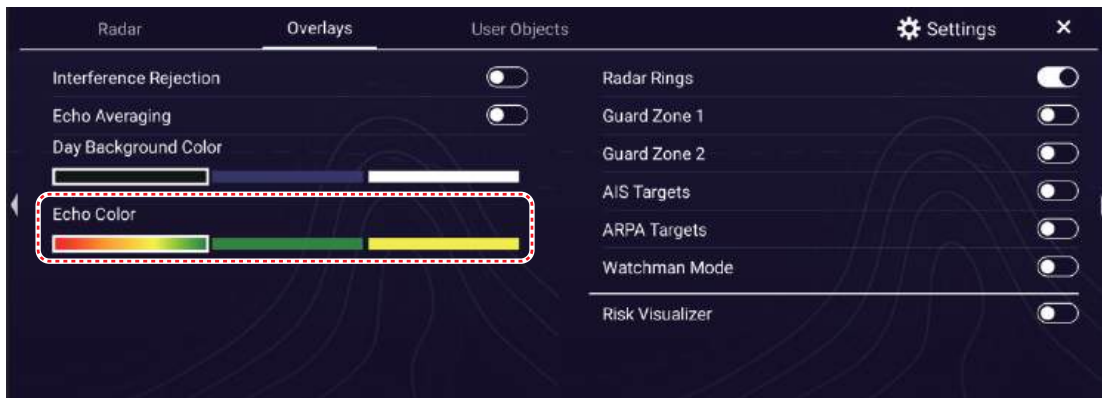 Radar Overlays User Objects Settings ×
Interference Rejection
Echo Averaging
Day Background Color
Echo Color
Radar Rings
Guard Zone 1
Guard Zone 2
AIS Targets
ARPA Targets
Watchman Mode
Risk Visualizer